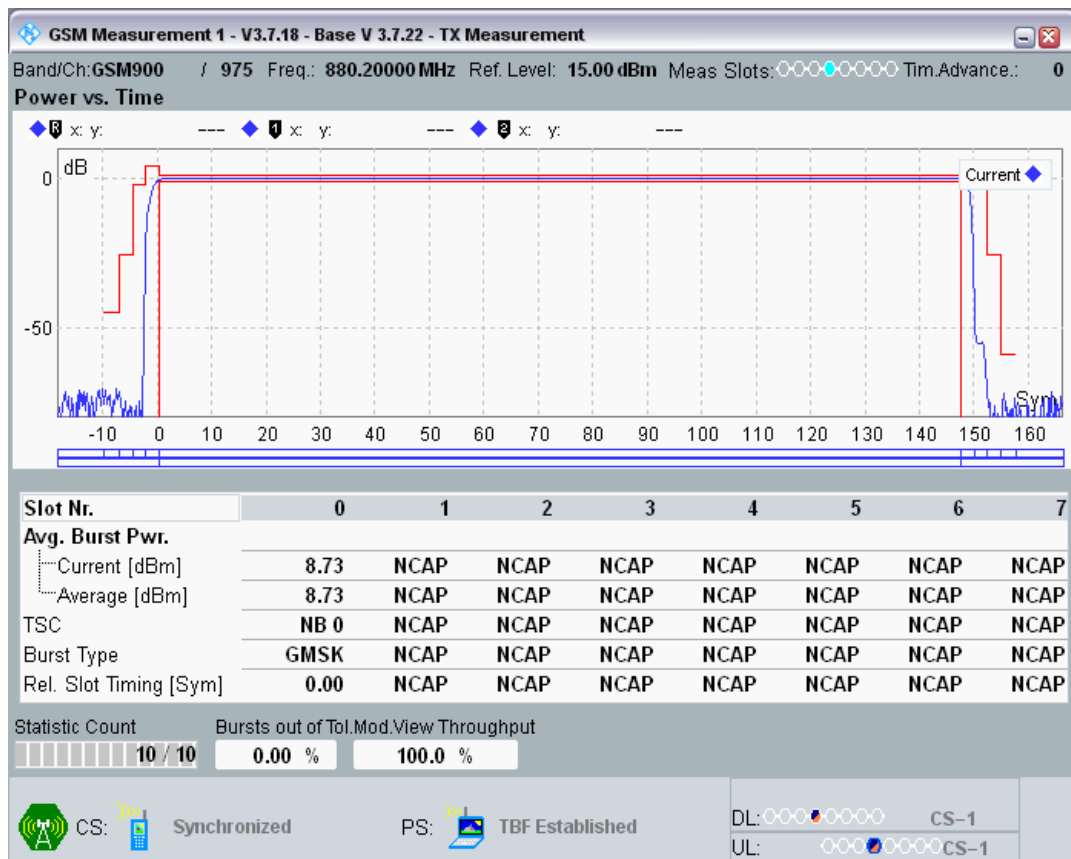 GSM Measurement 1 - V3.7.18 - Base V 3.7.22 - TX Measurement
Band/Ch:GSM900 / 975 Freq.: 880.20000 MHz Ref. Level: 15.00 dBm Meas Slots: Tim.Advance.: 0
Power vs. Time
R x: y: --- 1 x: y: --- 2 x: y: ---
dB
Current
0
-50
Sym
-10 0 10 20 30 40 50 60 70 80 90 100 110 120 130 140 150 160
Slot Nr. 0 1 2 3 4 5 6 7
Avg. Burst Pwr.
Current [dBm] 8.73 NCAP NCAP NCAP NCAP NCAP NCAP NCAP
Average [dBm] 8.73 NCAP NCAP NCAP NCAP NCAP NCAP NCAP
TSC NB 0 NCAP NCAP NCAP NCAP NCAP NCAP NCAP
Burst Type GMSK NCAP NCAP NCAP NCAP NCAP NCAP NCAP
Rel. Slot Timing [Sym] 0.00 NCAP NCAP NCAP NCAP NCAP NCAP NCAP
Statistic Count Bursts out of Tol.Mod.View Throughput
10 / 10 0.00 % 100.0 %
CS: Synchronized PS: TBF Established
DL: CS-1
UL: CS-1